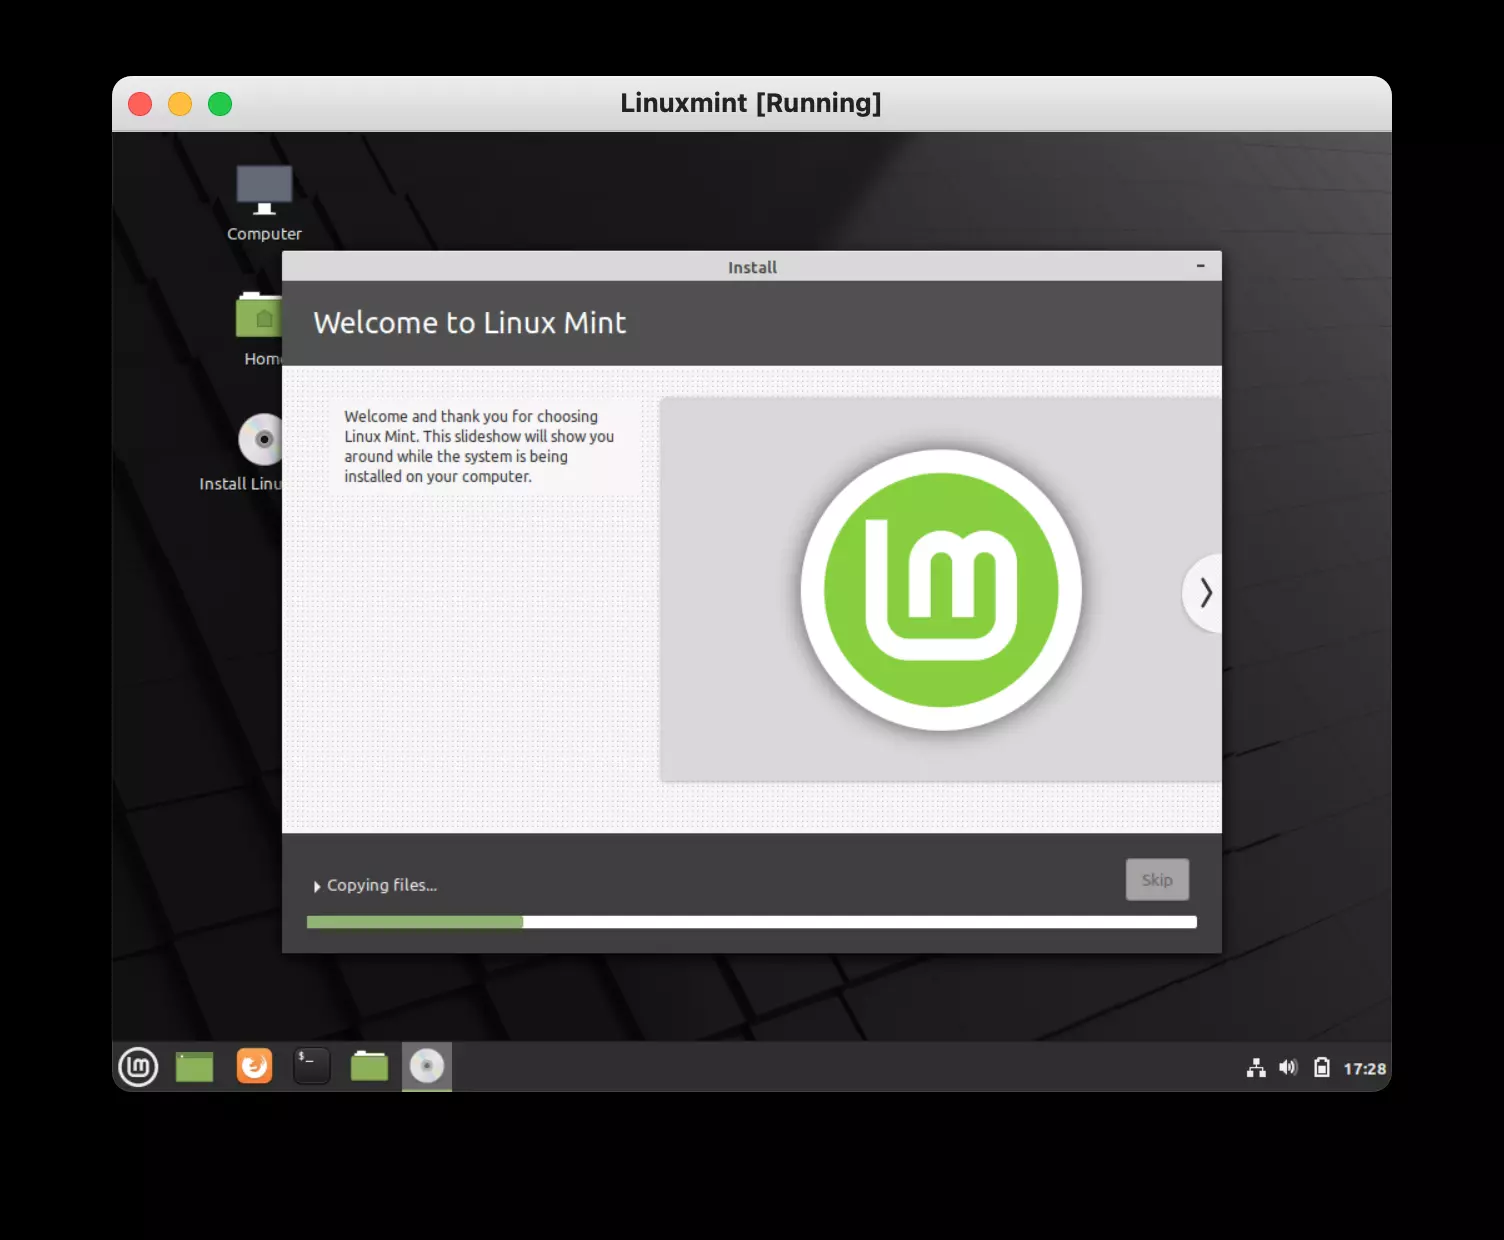 Linuxmint [Running]
Computer
Install
Welcome to Linux Mint
Hom
Welcome and thank you for choosing
Linux Mint. This slideshow will show you
around while the system is being
installed on your computer.
Install Linu
Copying files...
Skip
$_
17:28